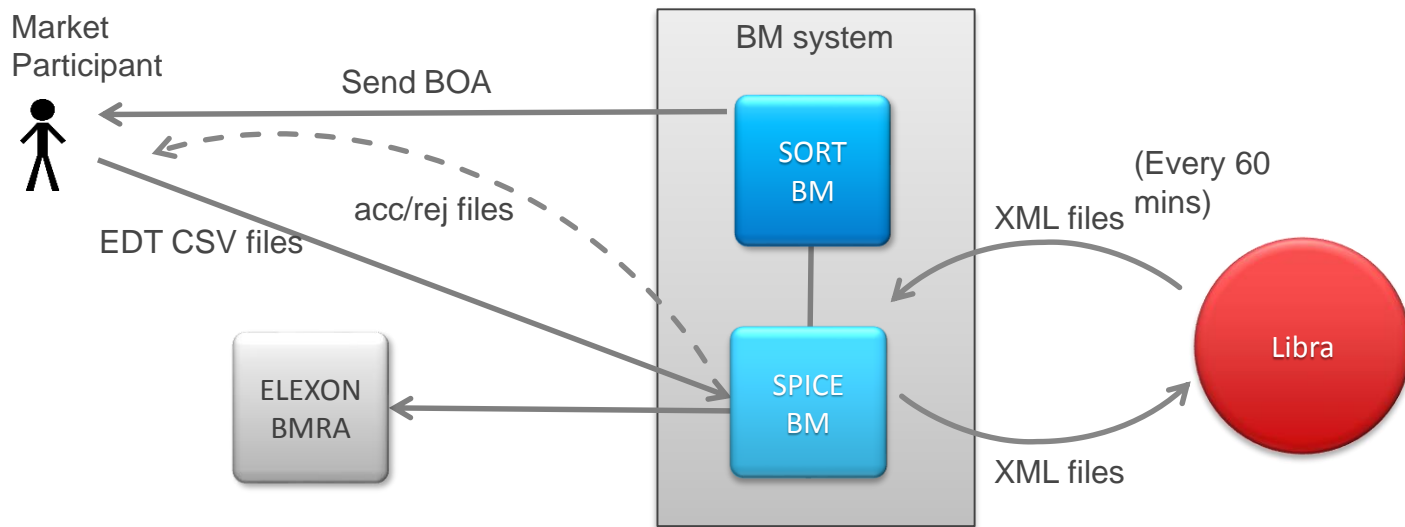 Market
Participant
BM system
Send BOA
SORT
BM
(Every 60
mins)
acc/rej files
XML files
EDT CSV files
Libra
ELEXON
BMRA
SPICE
BM
XML files